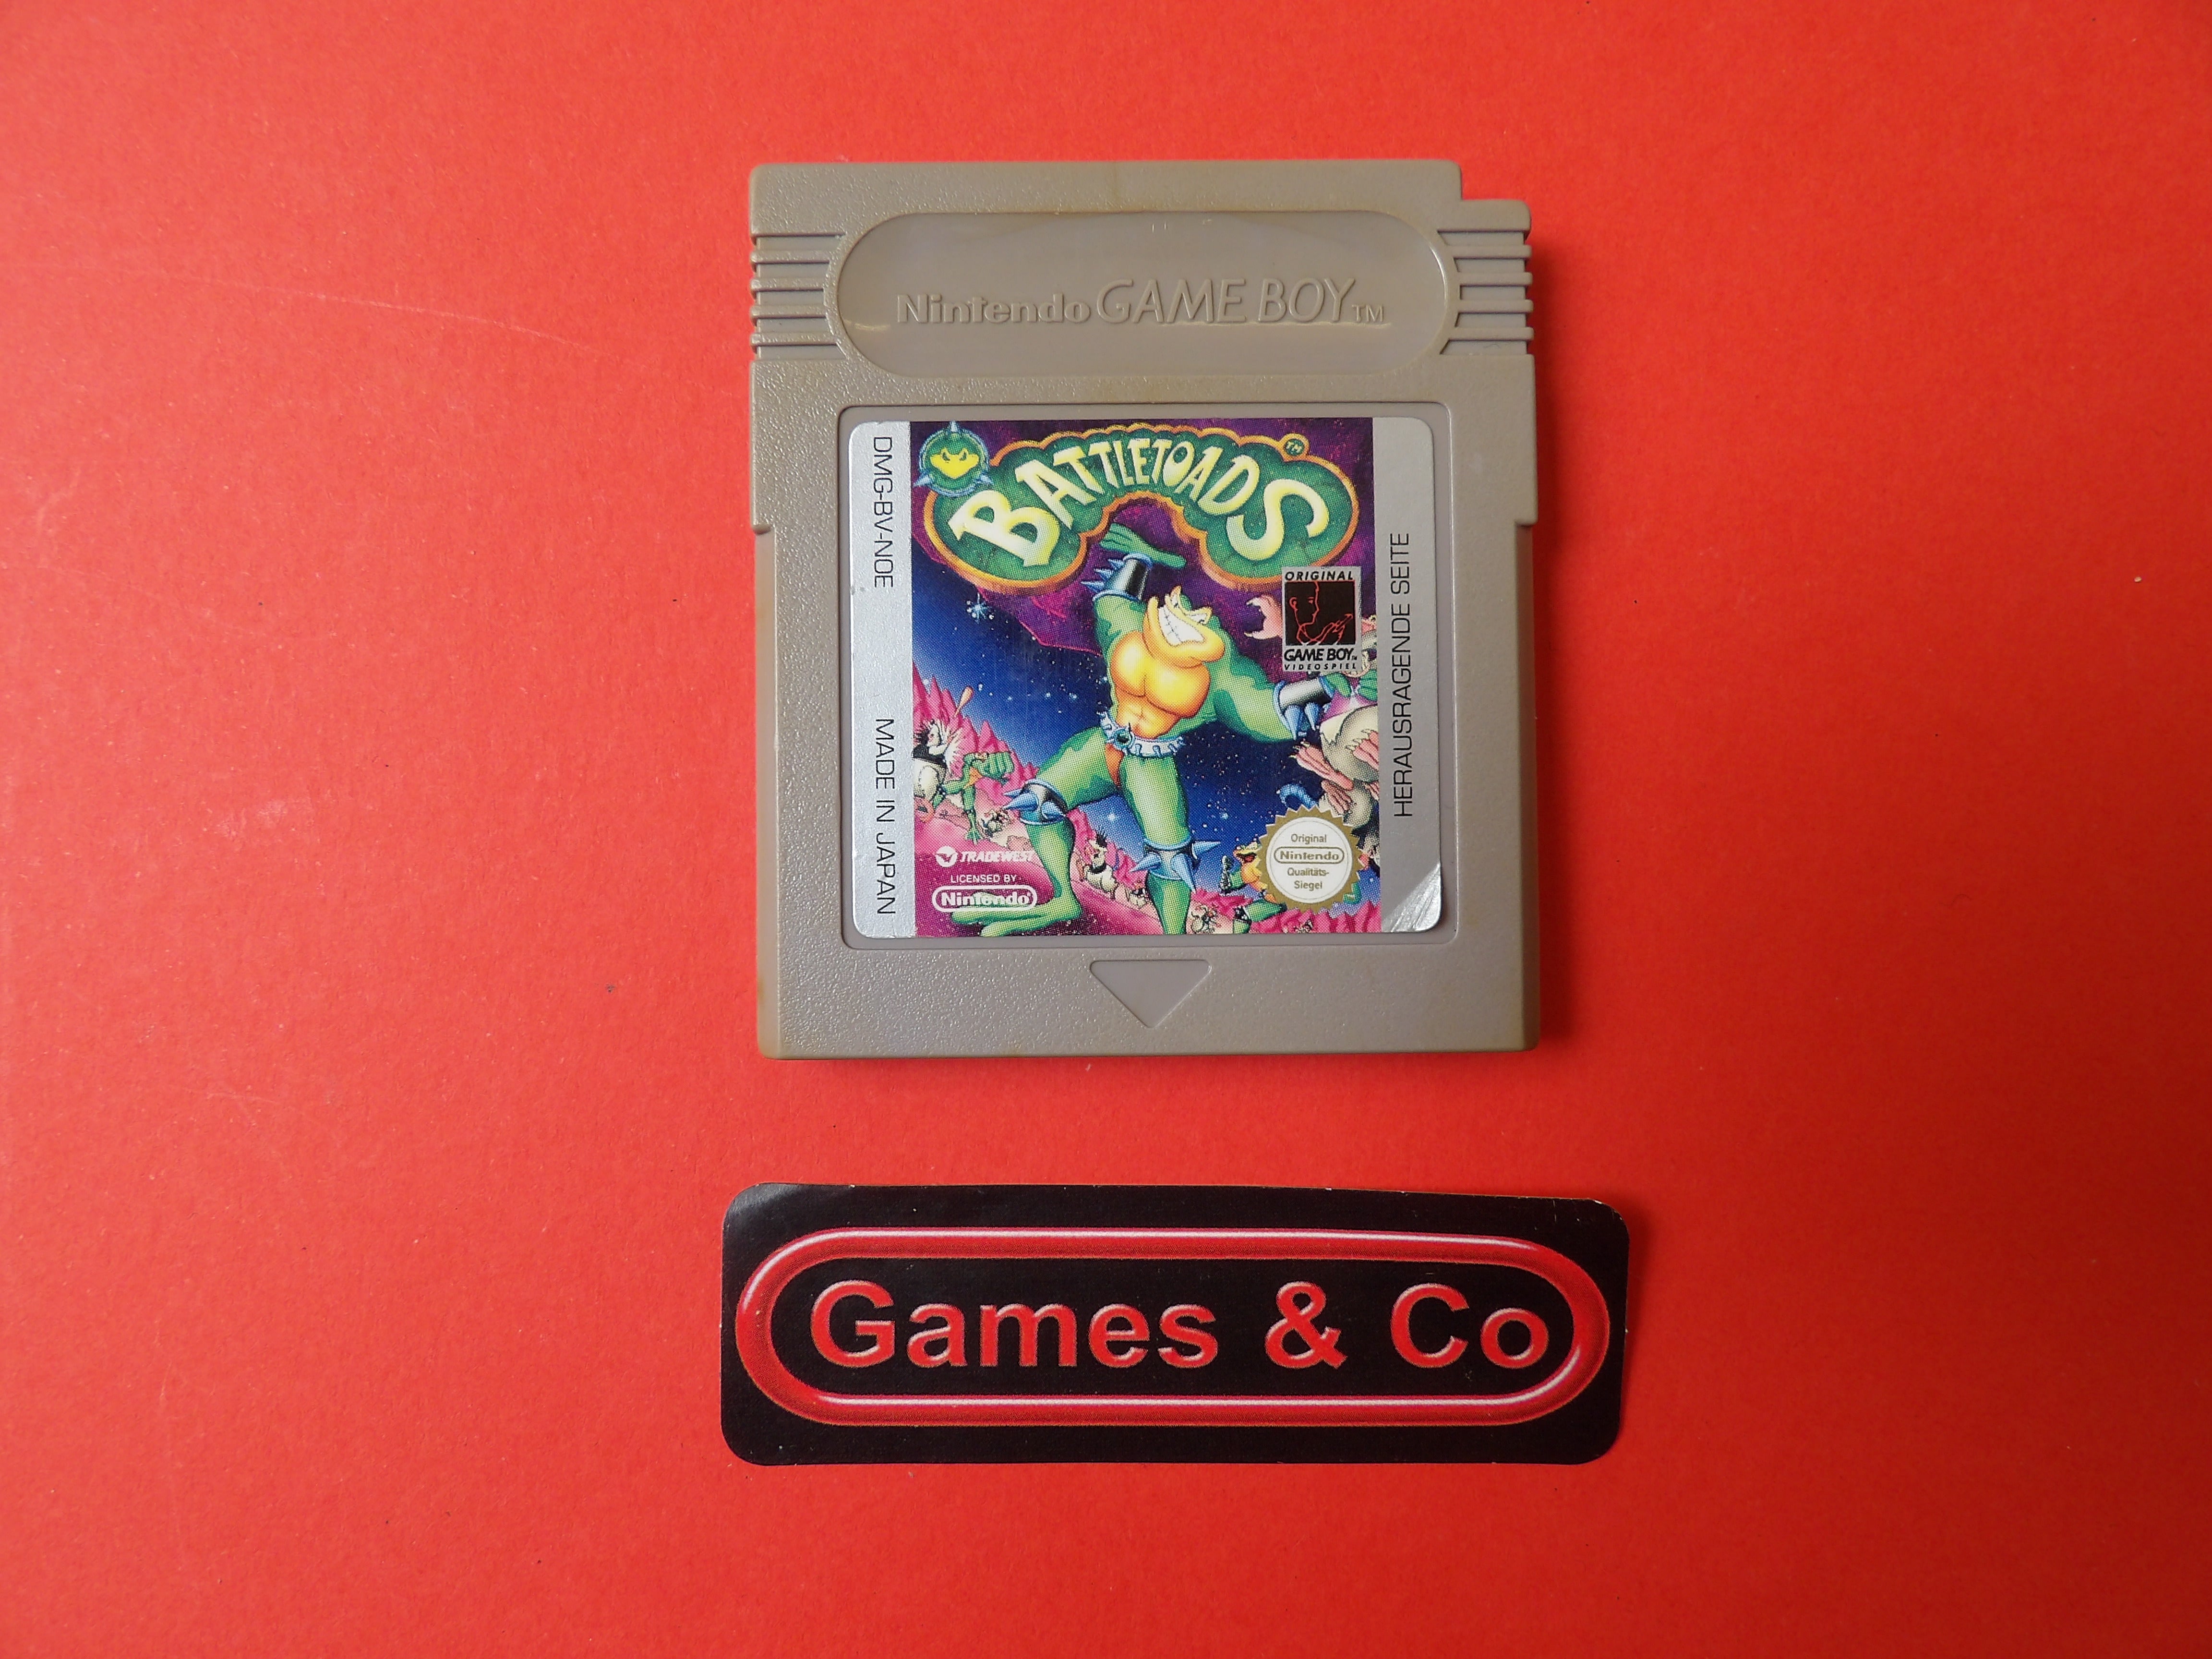 Nintendo GAME BOY TM
BATTLETOADS TM
DMG-BV-NOE
MADE IN JAPAN
ORIGINAL
GAME BOY™
VIDEOSPIEL
HERAUSRAGENDE SEITE
TRADEWEST
LICENSED BY
Nintendo®
Original
Nintendo
Qualitäts-
Siegel
Games & Co